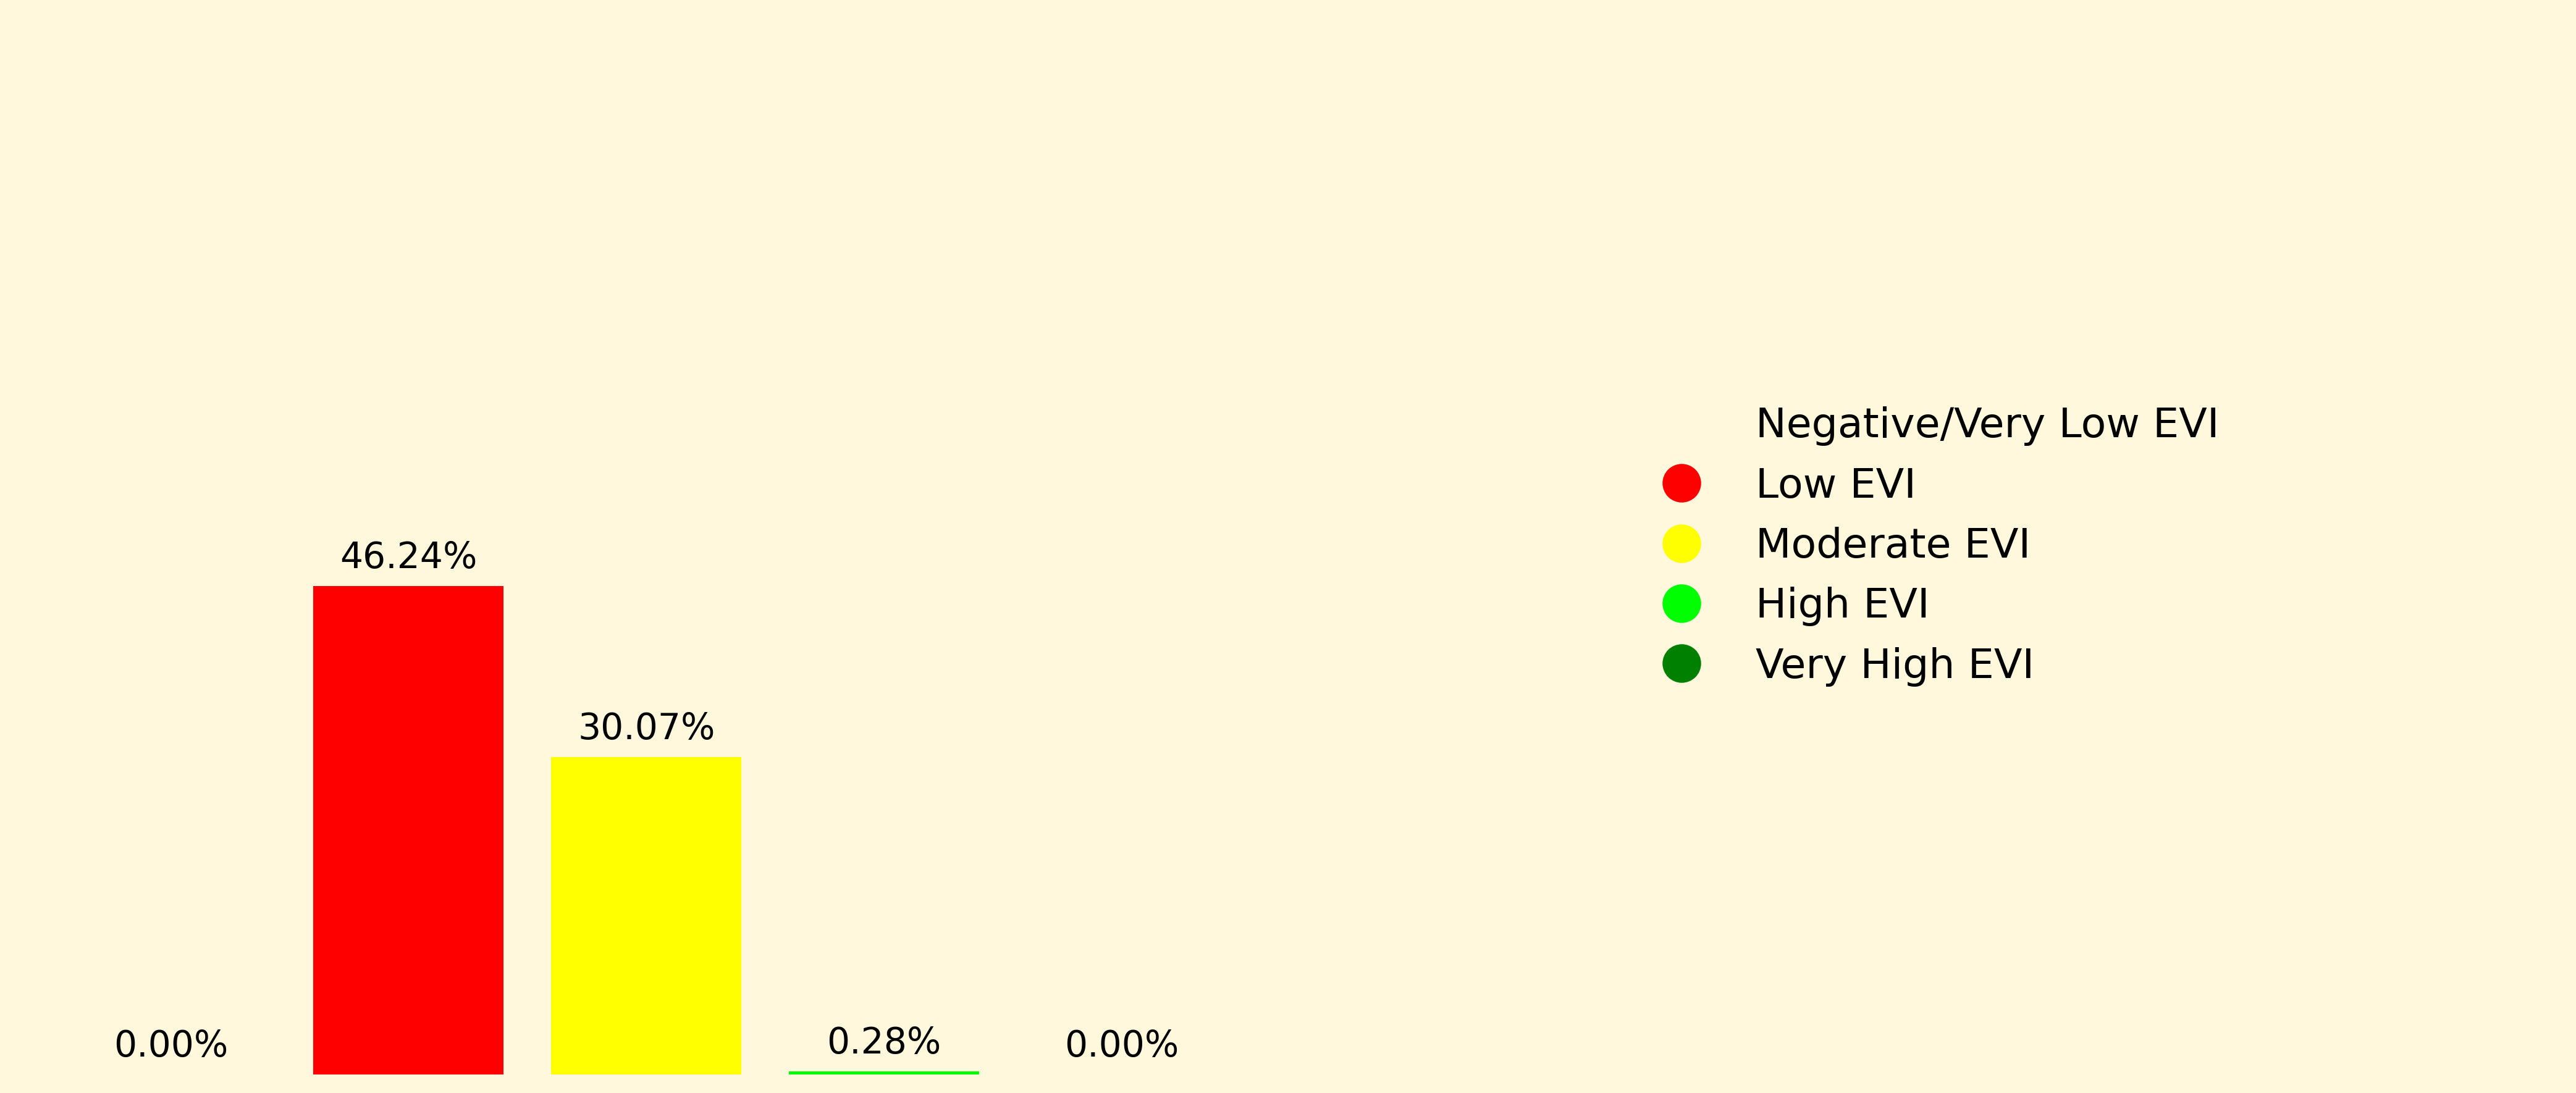 46.24%
30.07%
0.00%
0.28%
0.00%
Negative/Very Low EVI
Low EVI
Moderate EVI
High EVI
Very High EVI